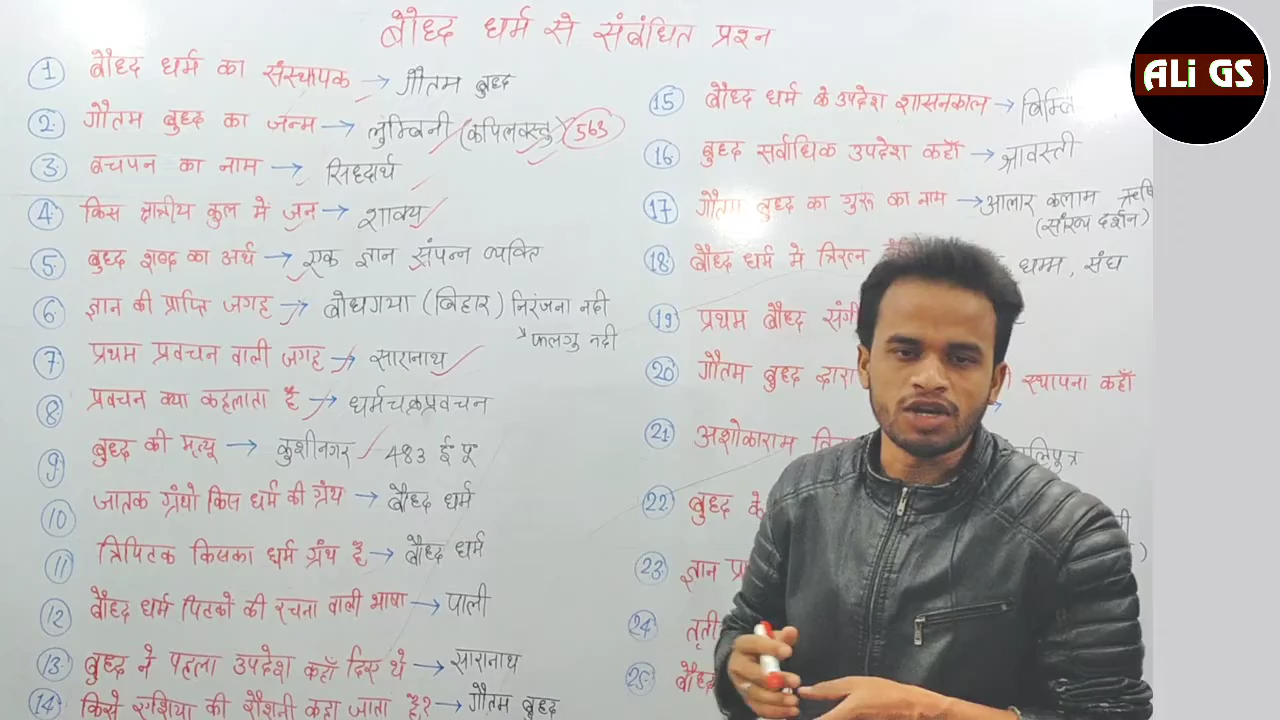 बौध्द धर्म से संबंधित प्रश्न
ALi GS
1 बौध्द धर्म का संस्थापक → गौतम बुध्द
2. गौतम बुध्द का जन्म → लुम्बिनी (कपिलवस्तु) 563
3. बचपन का नाम → सिध्दार्थ
4. किस क्षत्रीय कुल में जन → शाक्य
5. बुध्द शब्द का अर्थ → एक ज्ञान संपन्न व्यक्ति
6. ज्ञान की प्राप्ति जगह → बोधगया (बिहार) निरंजना नदी
फलगु नदी
7. प्रथम प्रवचन वाली जगह → सारानाथ
8. प्रवचन क्या कहलाता है → धर्मचक्रप्रवचन
9. बुध्द की मृत्यू → कुशीनगर 483 ई पू
10 जातक ग्रंथो किस धर्म की ग्रंथ → बौध्द धर्म
11 त्रिपिटक किसका धर्म ग्रंथ है → बौध्द धर्म
12 बौध्द धर्म पिटको की रचना वाली भाषा → पाली
13. बुध्द ने पहला उपदेश कहाँ दिए थे → सारानाथ
14) किसे एशिया की रौशनी कहा जाता है? → गौतम बुध्द
15 बौध्द धर्म के उपदेश शासनकाल →
16 बुध्द सर्वाधिक उपदेश कहाँ → श्रावस्ती
17 गौतम बुध्द का गुरू का नाम → आलार कलाम ऋषि
(सांख्य दर्शन)
18. बौध्द धर्म में त्रिरत्न धम्म, संघ
19 प्रथम बौध्द
20 गौतम बुध्द द्वारा स्थापना कहाँ
→
21. अशोकाराम
22. बुध्द के
23. ज्ञान
24.
25. बौध्द